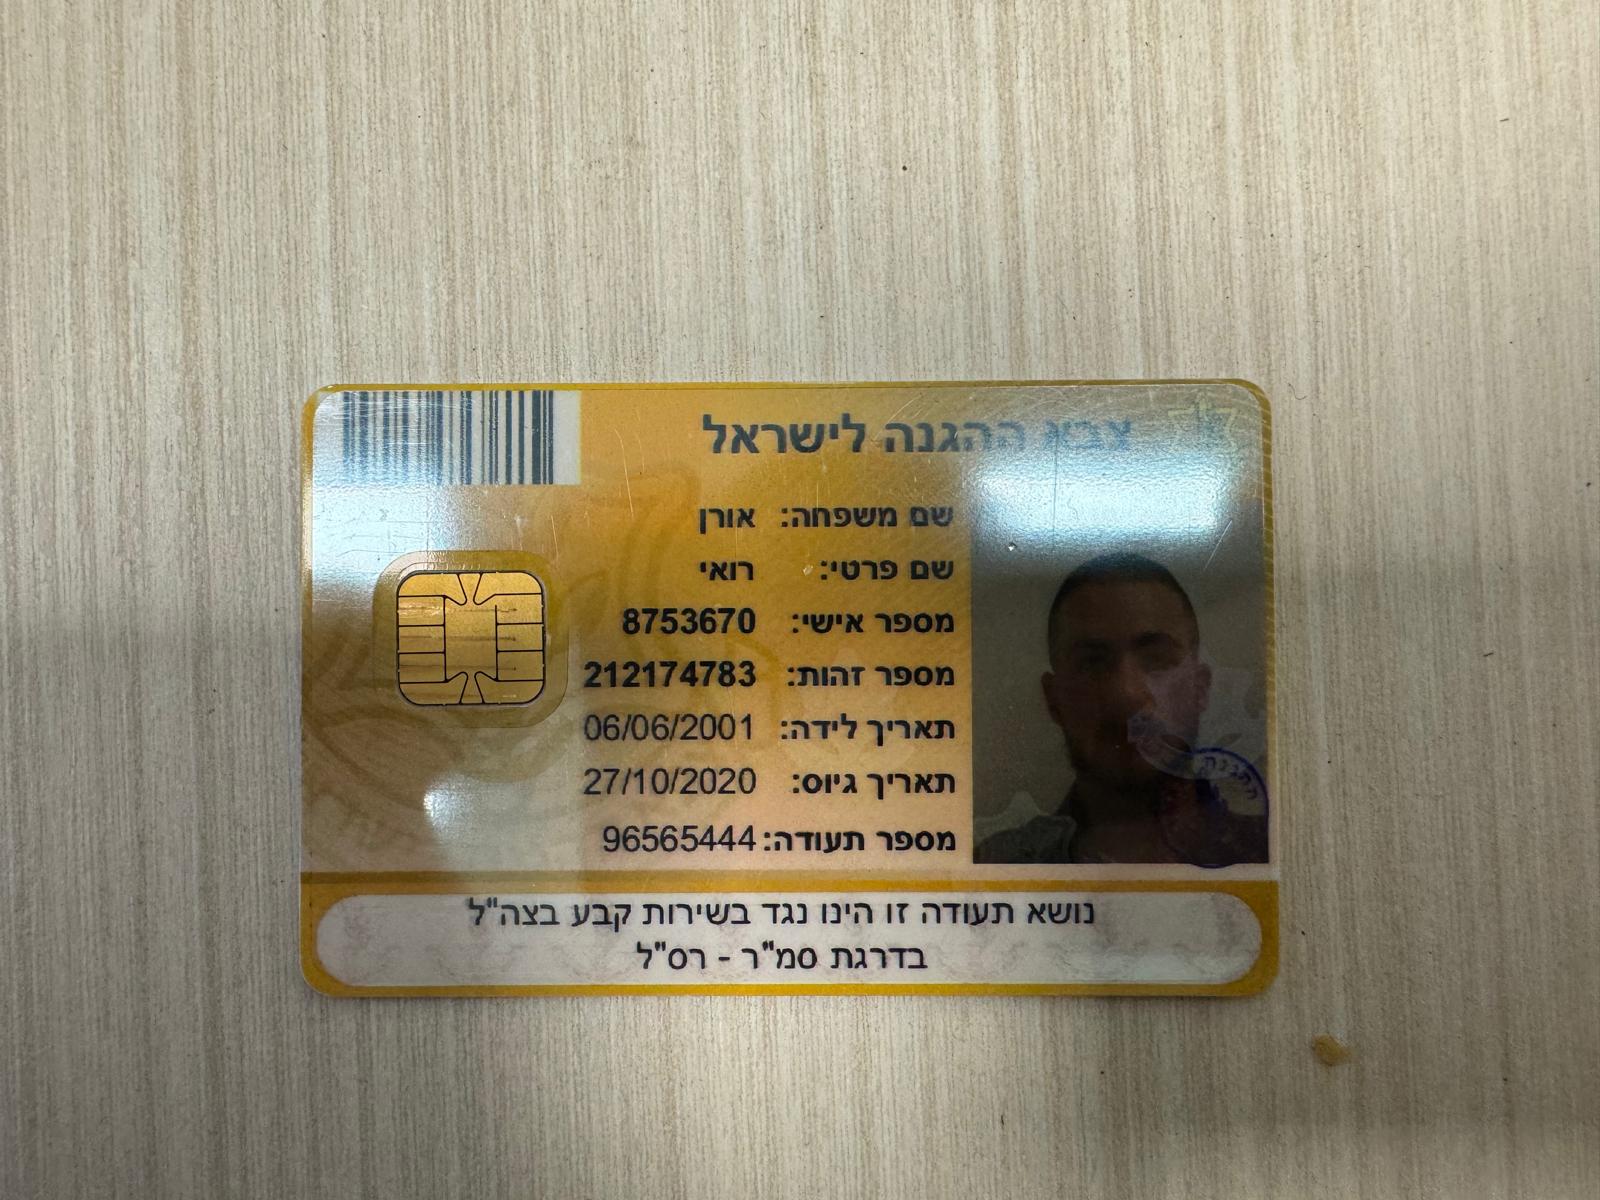 צבא ההגנה לישראל
שם משפחה: אורן
שם פרטי: רואי
מספר אישי: 8753670
מספר זהות: 212174783
תאריך לידה: 06/06/2001
תאריך גיוס: 27/10/2020
מספר תעודה: 96565444
נושא תעודה זו הינו נגד בשירות קבע בצה"ל
בדרגת סמ"ר - רס"ל